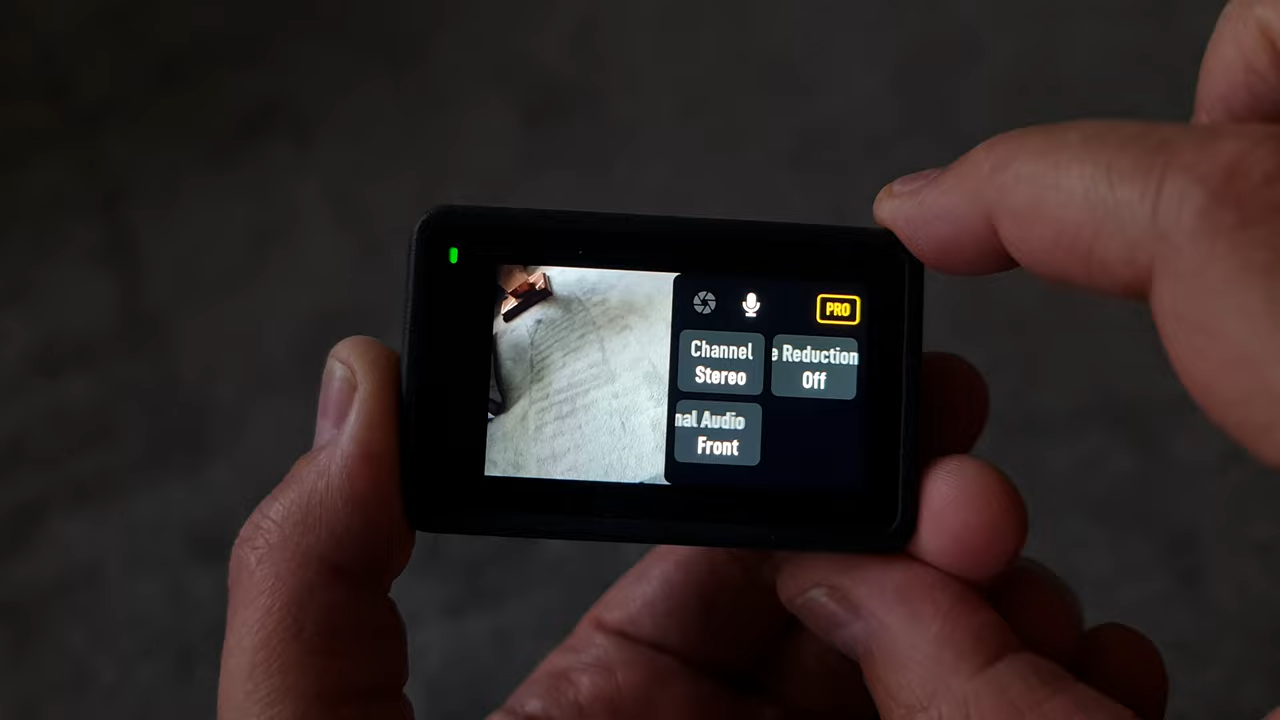 PRO
Channel
Stereo
e Reduction
Off
nal Audio
Front